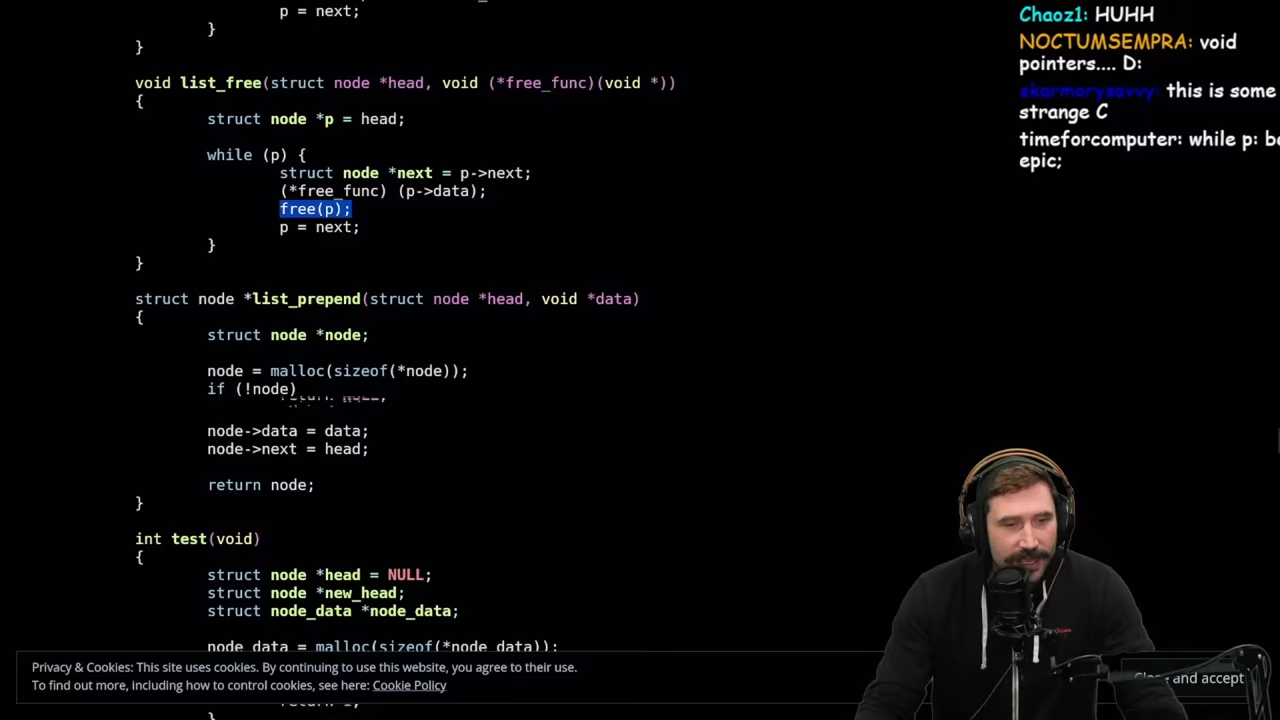 p = next;
}
}
void list_free(struct node *head, void (*free_func)(void *))
{
struct node *p = head;
while (p) {
struct node *next = p->next;
(*free_func) (p->data);
free(p);
p = next;
}
}
struct node *list_prepend(struct node *head, void *data)
{
struct node *node;
node = malloc(sizeof(*node));
if (!node)
node->data = data;
node->next = head;
return node;
}
int test(void)
{
struct node *head = NULL;
struct node *new_head;
struct node_data *node_data;
node_data = malloc(sizeof(*node_data));
Privacy & Cookies: This site uses cookies. By continuing to use this website, you agree to their use.
To find out more, including how to control cookies, see here: Cookie Policy
and accept
}
Chaoz1: HUHH
NOCTUMSEMPRA: void
pointers.... D:
skarmorysavvy: this is some
strange C
timeforcomputer: while p:
epic;